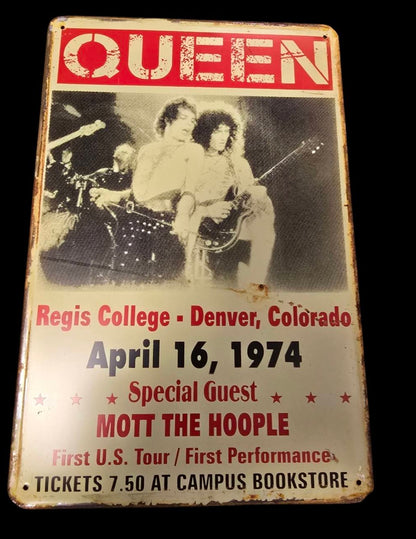 QUEEN
Regis College - Denver, Colorado
April 16, 1974
Special Guest
MOTT THE HOOPLE
First U.S. Tour / First Performance
TICKETS 7.50 AT CAMPUS BOOKSTORE